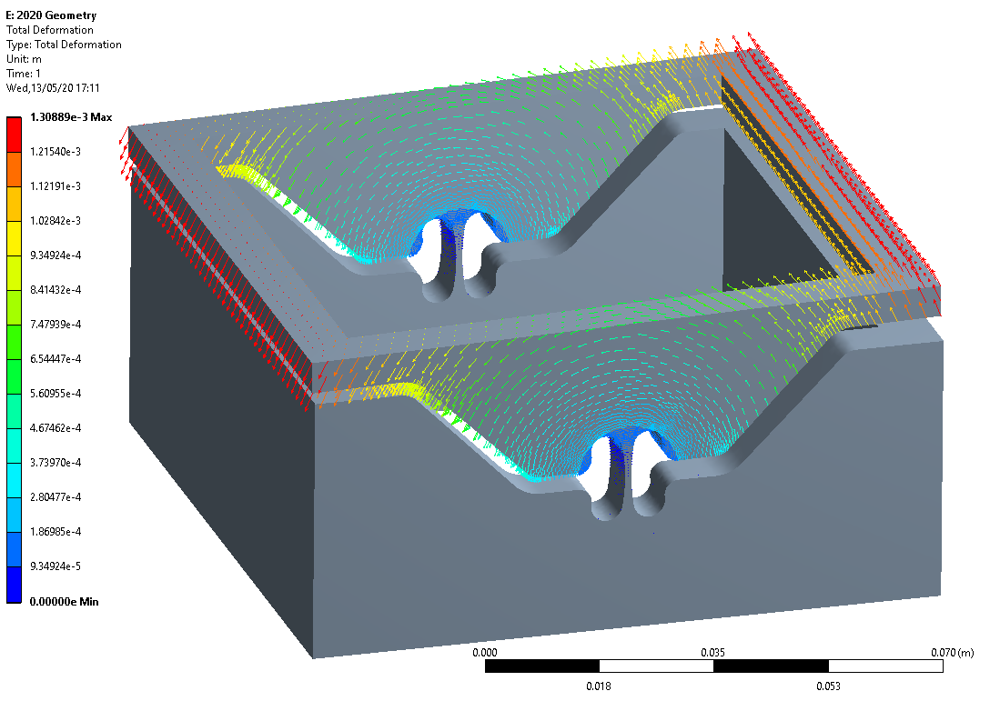 E: 2020 Geometry
Total Deformation
Type: Total Deformation
Unit: m
Time: 1
Wed,13/05/20 17:11
1.30889e-3 Max
1.21540e-3
1.12191e-3
1.02842e-3
9.34924e-4
8.41432e-4
7.47939e-4
6.54447e-4
5.60955e-4
4.67462e-4
3.73970e-4
2.80477e-4
1.86985e-4
9.34924e-5
0.00000e Min
0.000
0.035
0.070 (m)
0.018
0.053